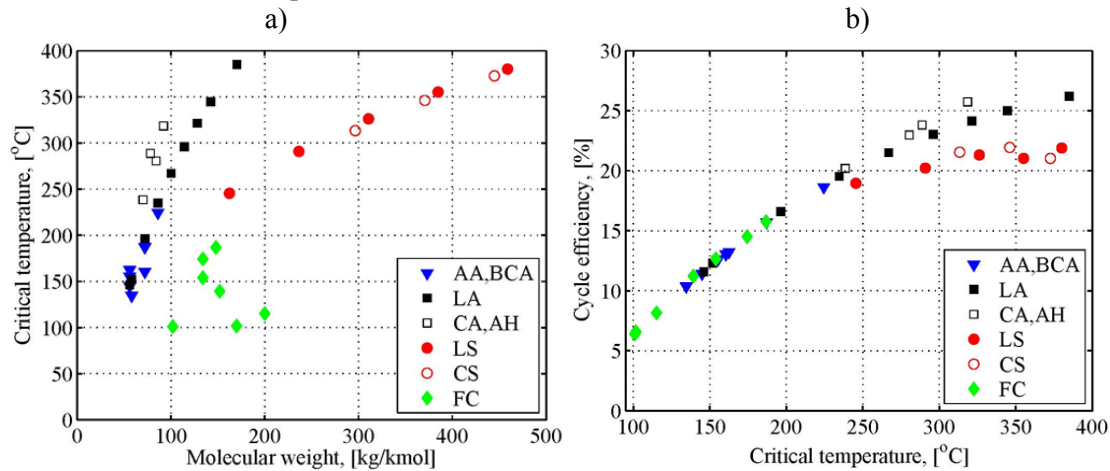 a)
400
350
300
250
200
150
100
50
0
Critical temperature, [°C]
AA,BCA
LA
CA,AH
LS
CS
FC
0 100 200 300 400 500
Molecular weight, [kg/kmol]
b)
30
25
20
15
10
5
0
Cycle efficiency, [%]
AA,BCA
LA
CA,AH
LS
CS
FC
100 150 200 250 300 350 400
Critical temperature, [°C]